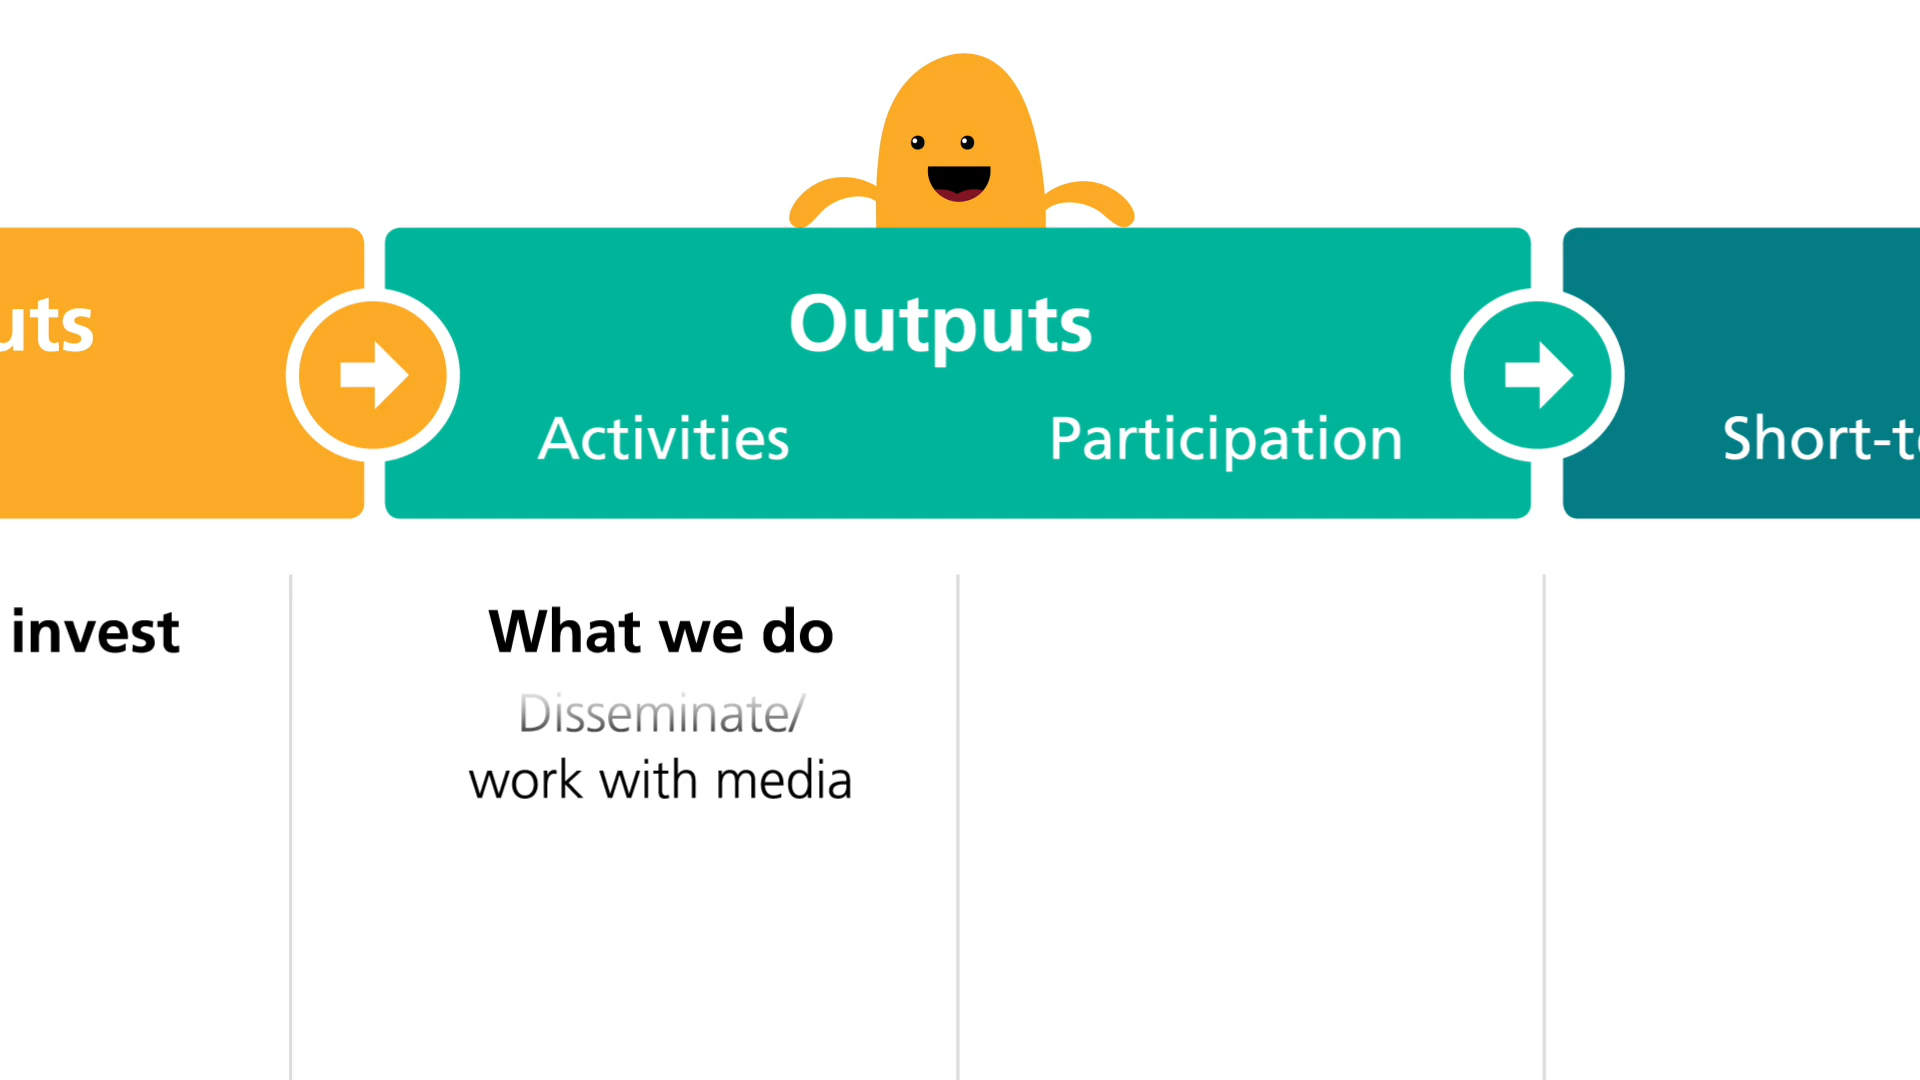 uts
Outputs
Activities
Participation
Short-t
invest
What we do
Disseminate/
work with media